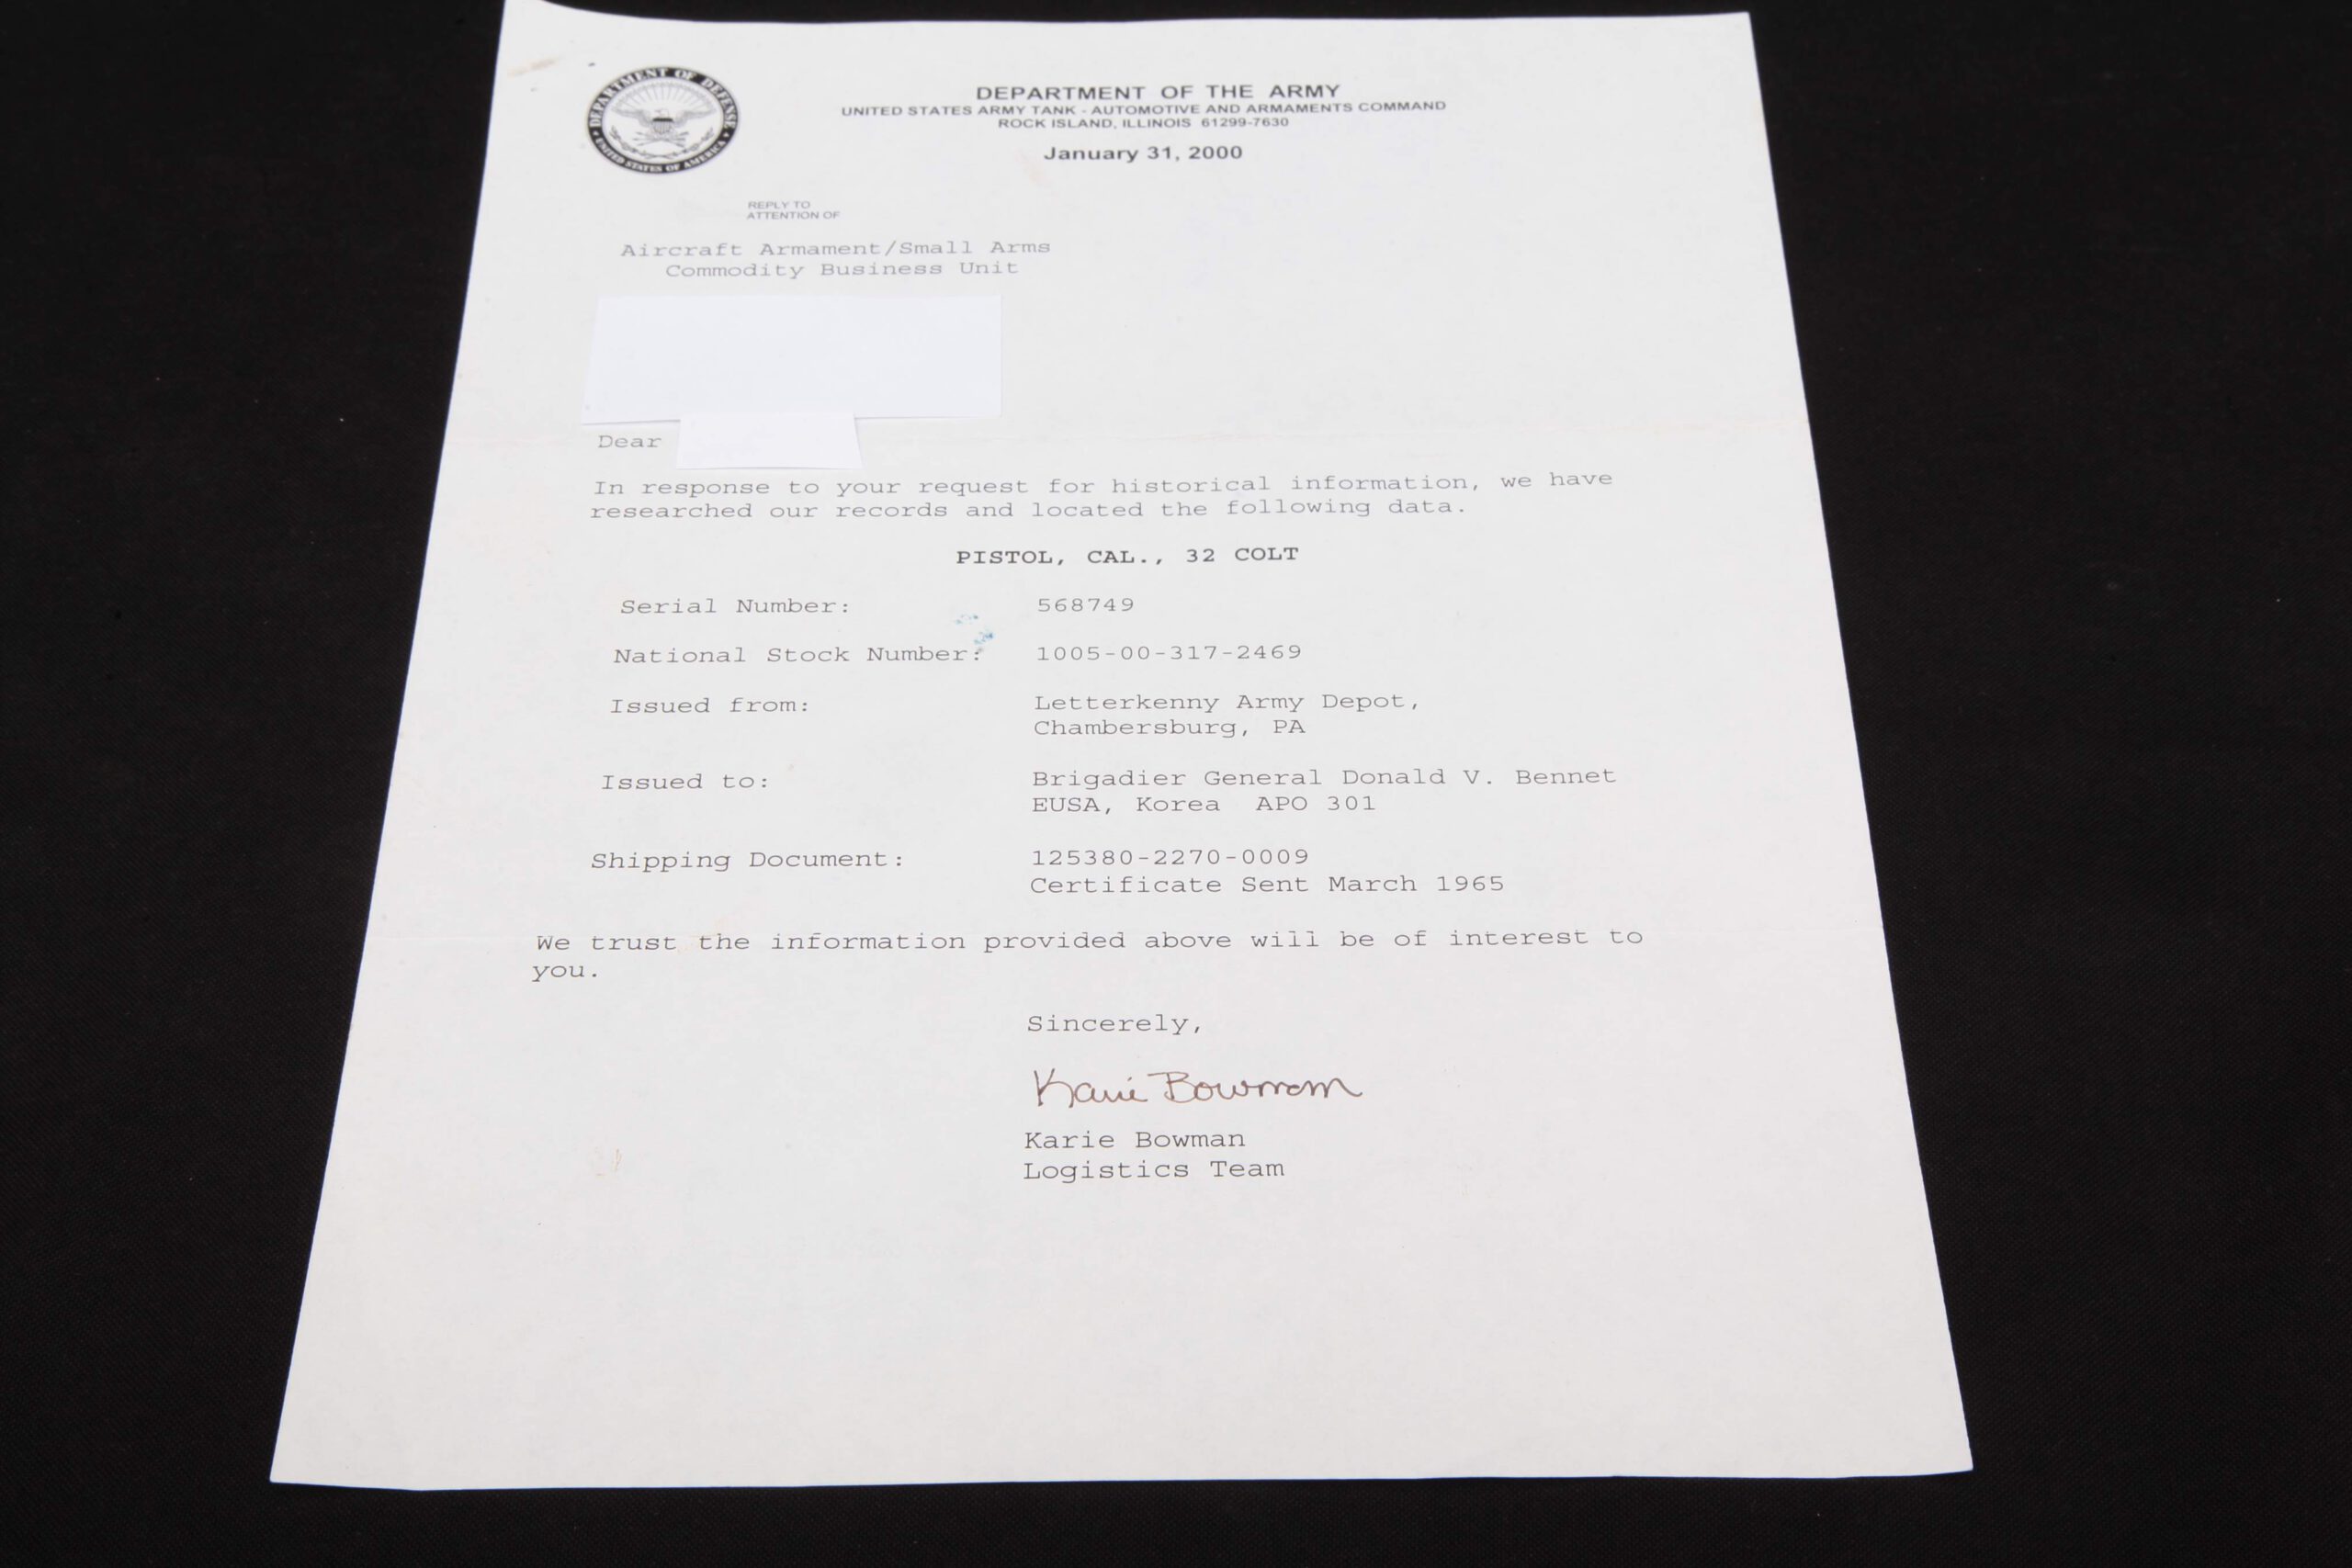 DEPARTMENT OF DEFENSE
UNITED STATES OF AMERICA
DEPARTMENT OF THE ARMY
UNITED STATES ARMY TANK - AUTOMOTIVE AND ARMAMENTS COMMAND
ROCK ISLAND, ILLINOIS 61299-7630
January 31, 2000
REPLY TO
ATTENTION OF
Aircraft Armament/Small Arms
Commodity Business Unit
Dear
In response to your request for historical information, we have
researched our records and located the following data.
PISTOL, CAL., 32 COLT
Serial Number: 568749
National Stock Number: 1005-00-317-2469
Issued from: Letterkenny Army Depot,
Chambersburg, PA
Issued to: Brigadier General Donald V. Bennet
EUSA, Korea APO 301
Shipping Document: 125380-2270-0009
Certificate Sent March 1965
We trust the information provided above will be of interest to
you.
Sincerely,
Karie Bowman
Karie Bowman
Logistics Team